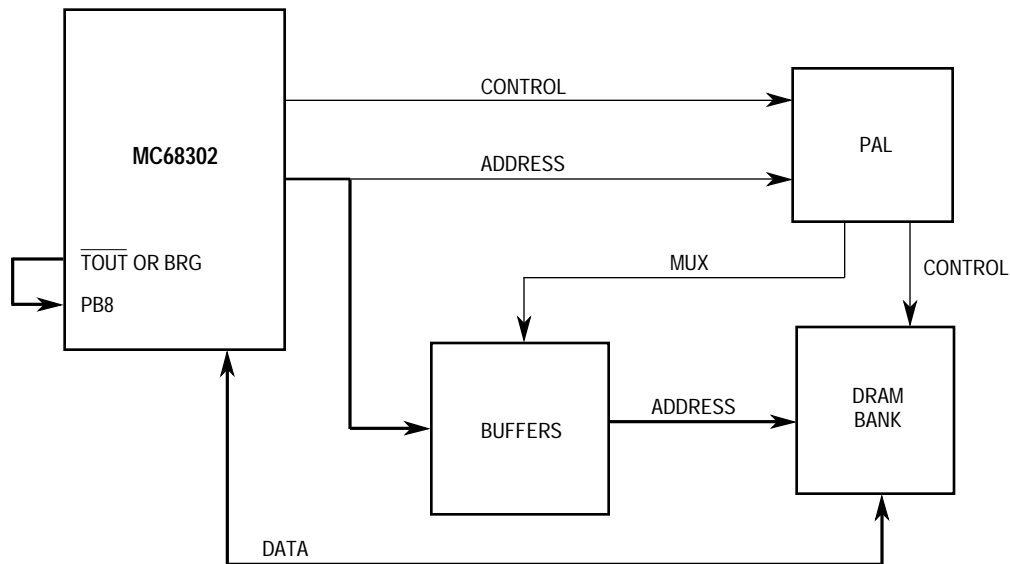 CONTROL
MC68302
PAL
ADDRESS
TOUT OR BRG
MUX
CONTROL
PB8
DRAM
BANK
ADDRESS
BUFFERS
DATA